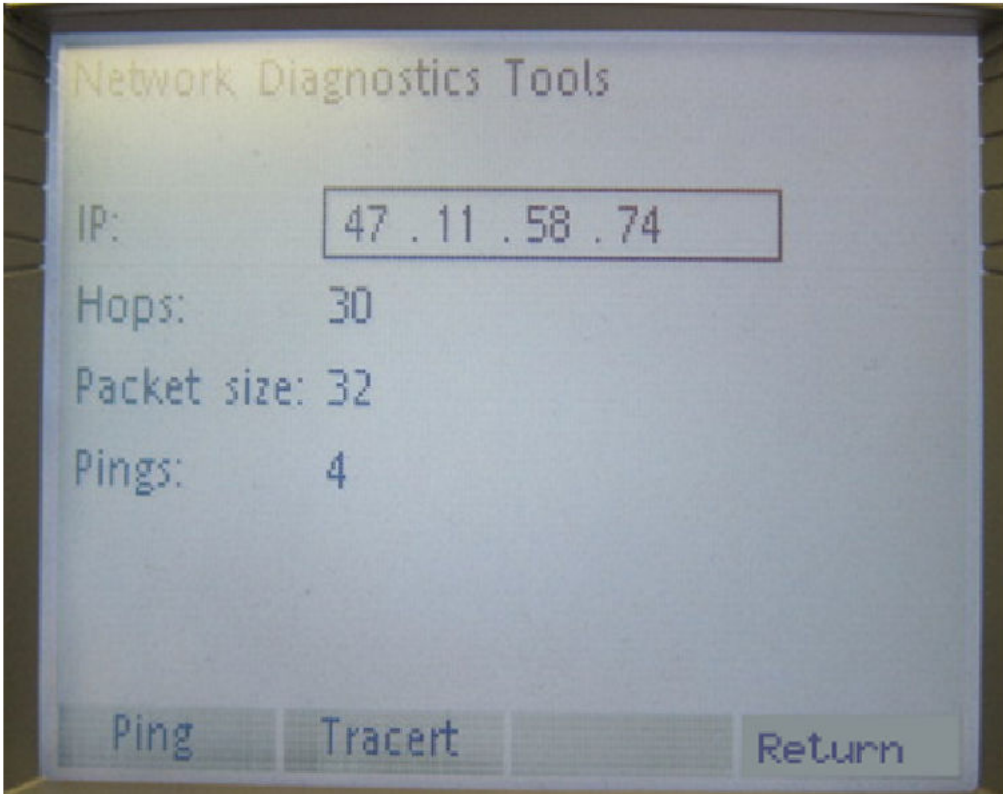 Network Diagnostics Tools
IP: 47 . 11 . 58 . 74
Hops: 30
Packet size: 32
Pings: 4
Ping Tracert Return